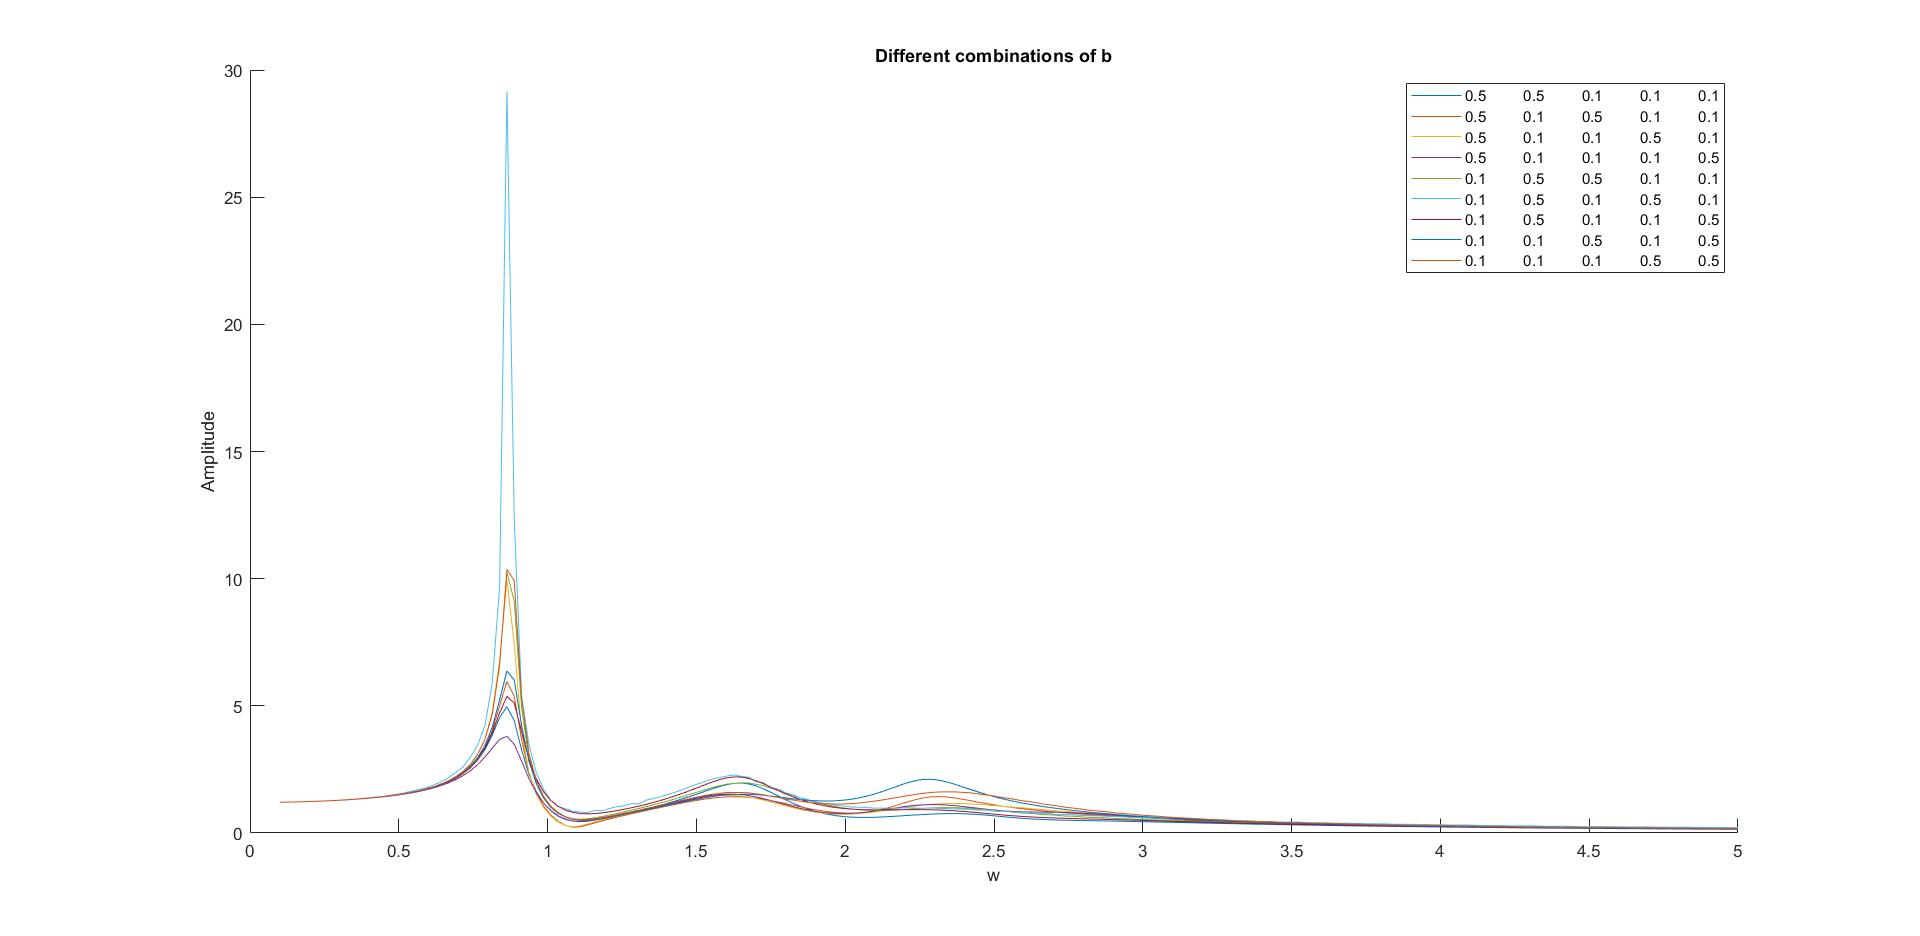 Different combinations of b
30
25
20
15
10
5
0
Amplitude
0 0.5 1 1.5 2 2.5 3 3.5 4 4.5 5
w
0.5 0.5 0.1 0.1 0.1
0.5 0.1 0.5 0.1 0.1
0.5 0.1 0.1 0.5 0.1
0.5 0.1 0.1 0.1 0.5
0.1 0.5 0.5 0.1 0.1
0.1 0.5 0.1 0.5 0.1
0.1 0.5 0.1 0.1 0.5
0.1 0.1 0.5 0.1 0.5
0.1 0.1 0.1 0.5 0.5